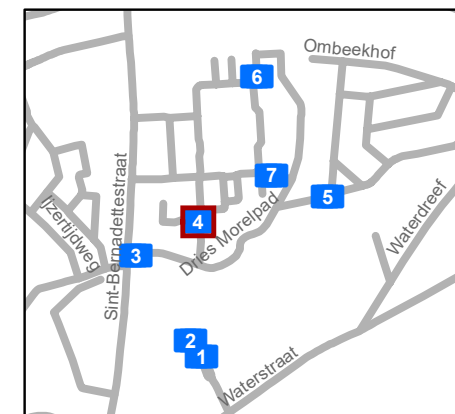 Ombeekhof
6
7
5
4
Dries Morelpad
Waterdreef
Ijzertijdweg
Sint-Bernadettestraat
3
2
1
Waterstraat